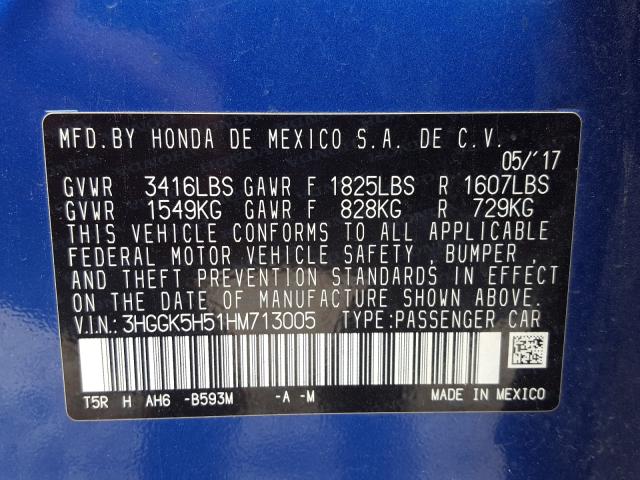 MFD.BY HONDA DE MEXICO S.A. DE C.V.
05/'17
GVWR 3416LBS GAWR F 1825LBS R 1607LBS
GVWR 1549KG GAWR F 828KG R 729KG
THIS VEHICLE CONFORMS TO ALL APPLICABLE
FEDERAL MOTOR VEHICLE SAFETY , BUMPER ,
AND THEFT PREVENTION STANDARDS IN EFFECT
ON THE DATE OF MANUFACTURE SHOWN ABOVE.
V.I.N.: 3HGGK5H51HM713005 TYPE:PASSENGER CAR
T5R H AH6 -B593M -A -M MADE IN MEXICO